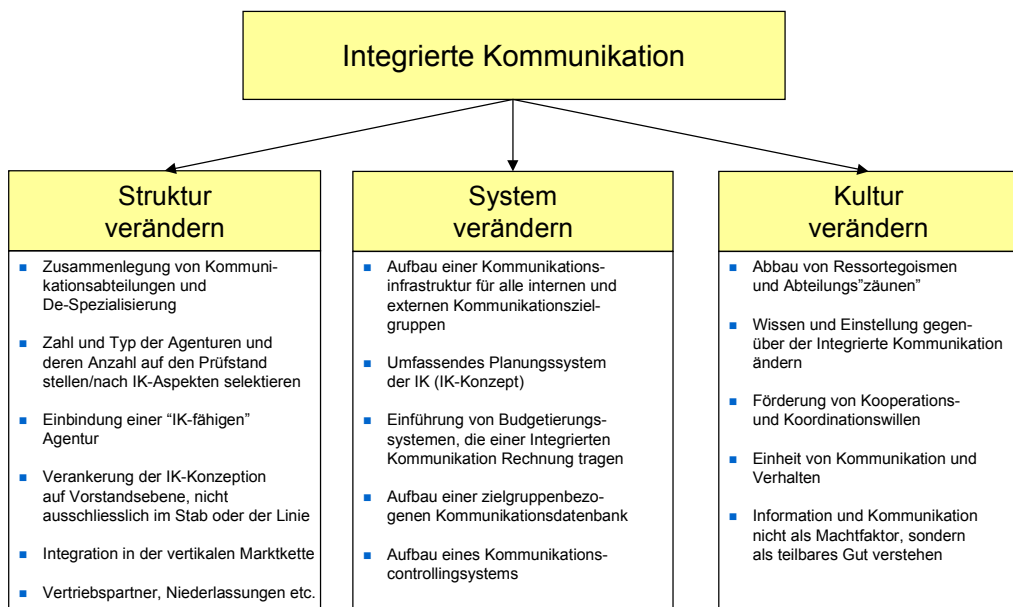 Integrierte Kommunikation
Struktur
verändern
Zusammenlegung von Kommuni-
kationsabteilungen und
De-Spezialisierung
Zahl und Typ der Agenturen und
deren Anzahl auf den Prüfstand
stellen/nach IK-Aspekten selektieren
Einbindung einer “IK-fähigen”
Agentur
Verankerung der IK-Konzeption
auf Vorstandsebene, nicht
ausschliesslich im Stab oder der Linie
Integration in der vertikalen Marktkette
Vertriebspartner, Niederlassungen etc.
System
verändern
Aufbau einer Kommunikations-
infrastruktur für alle internen und
externen Kommunikationsziel-
gruppen
Umfassendes Planungssystem
der IK (IK-Konzept)
Einführung von Budgetierungs-
systemen, die einer Integrierten
Kommunikation Rechnung tragen
Aufbau einer zielgruppenbezo-
genen Kommunikationsdatenbank
Aufbau eines Kommunikations-
controllingsystems
Kultur
verändern
Abbau von Ressortegoismen
und Abteilungs”zäunen”
Wissen und Einstellung gegen-
über der Integrierte Kommunikation
ändern
Förderung von Kooperations-
und Koordinationswillen
Einheit von Kommunikation und
Verhalten
Information und Kommunikation
nicht als Machtfaktor, sondern
als teilbares Gut verstehen